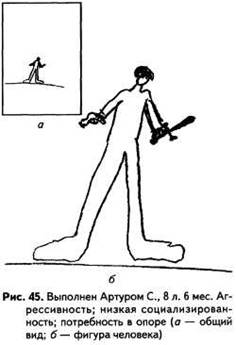 а
б
Рис. 45. Выполнен Артуром С., 8 л. 6 мес. Аг-
рессивность; низкая социализирован-
ность; потребность в опоре (а — общий
вид; б — фигура человека)